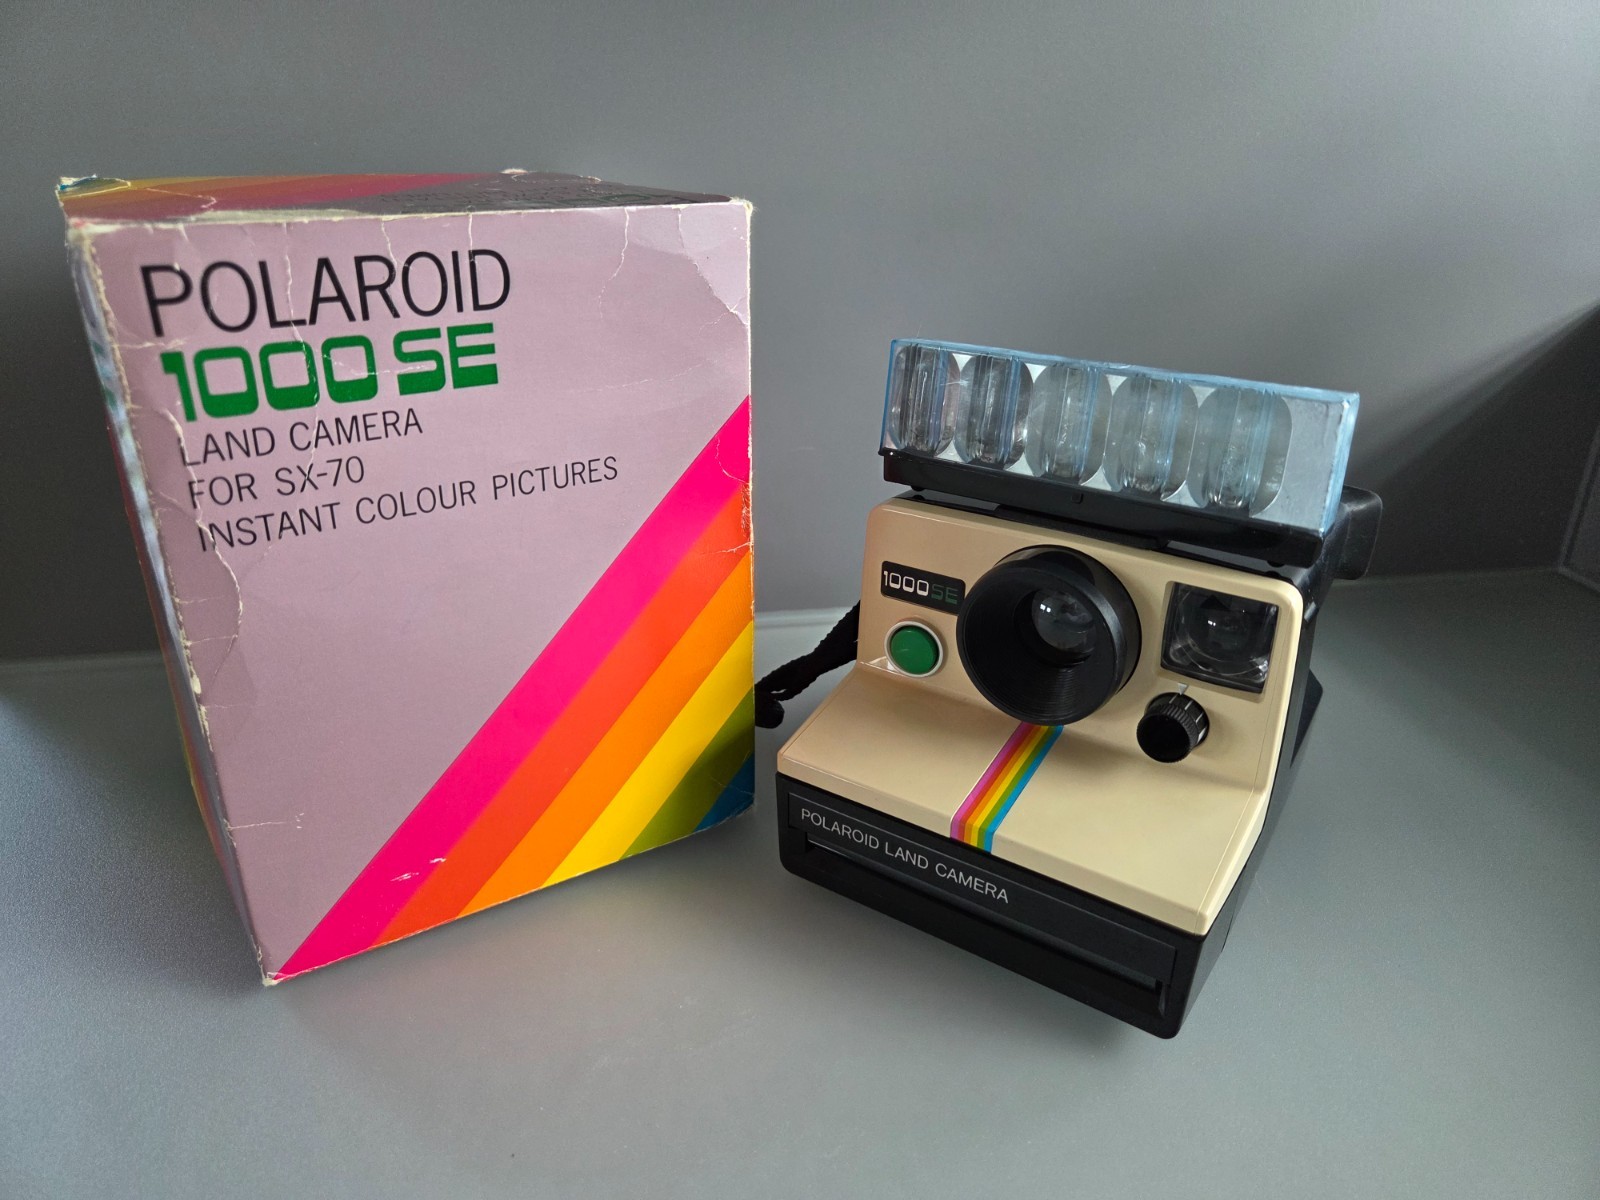 POLAROID
1000 SE
LAND CAMERA
FOR SX-70
INSTANT COLOUR PICTURES
1000SE
POLAROID LAND CAMERA